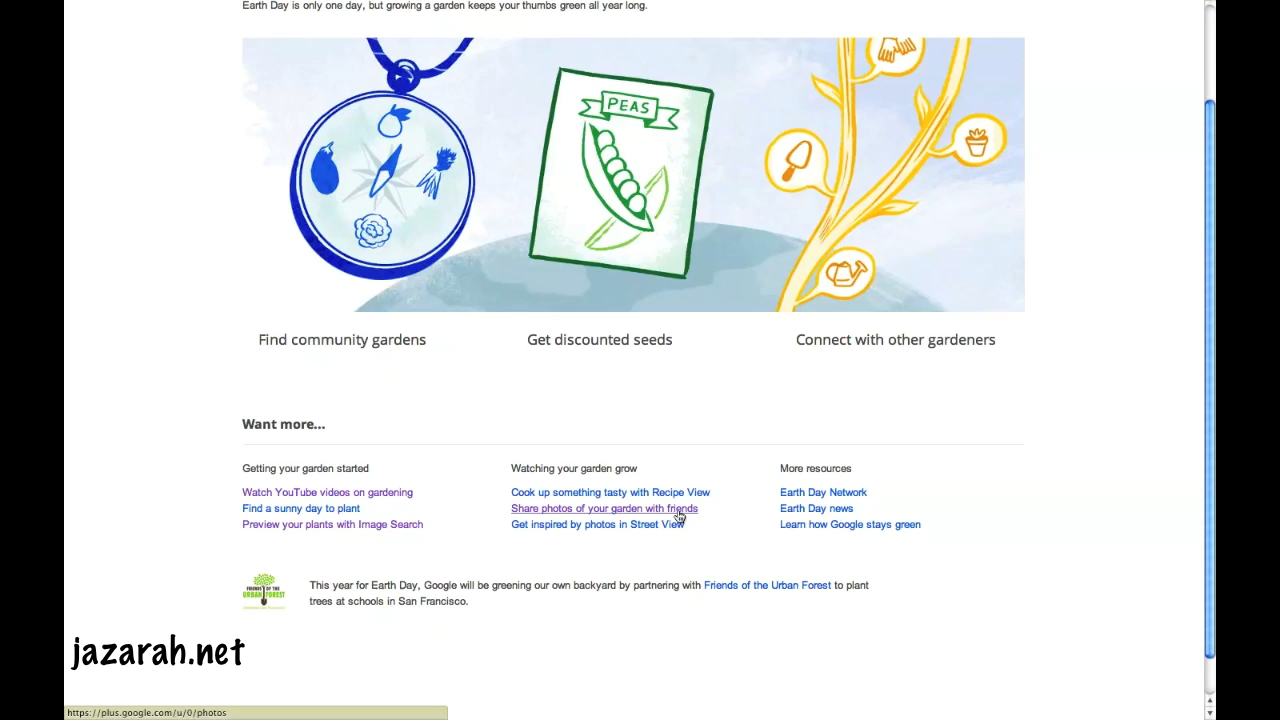 Earth Day is only one day, but growing a garden keeps your thumbs green all year long.
PEAS
Find community gardens
Get discounted seeds
Connect with other gardeners
Want more...
Getting your garden started
Watch YouTube videos on gardening
Find a sunny day to plant
Preview your plants with Image Search
Watching your garden grow
Cook up something tasty with Recipe View
Share photos of your garden with friends
Get inspired by photos in Street View
More resources
Earth Day Network
Earth Day news
Learn how Google stays green
FRIENDS OF THE
URBAN FOREST
This year for Earth Day, Google will be greening our own backyard by partnering with Friends of the Urban Forest to plant
trees at schools in San Francisco.
jazarah.net
https://plus.google.com/u/0/photos